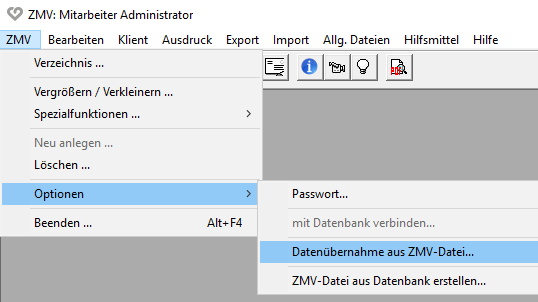 ZMV: Mitarbeiter Administrator
ZMV Bearbeiten Klient Ausdruck Export Import Allg. Dateien Hilfsmittel Hilfe
Verzeichnis ...
Vergrößern / Verkleinern ...
Spezialfunktionen ...
Neu anlegen ...
Löschen ...
Optionen
Beenden ... Alt+F4
Passwort...
mit Datenbank verbinden...
Datenübernahme aus ZMV-Datei...
ZMV-Datei aus Datenbank erstellen...